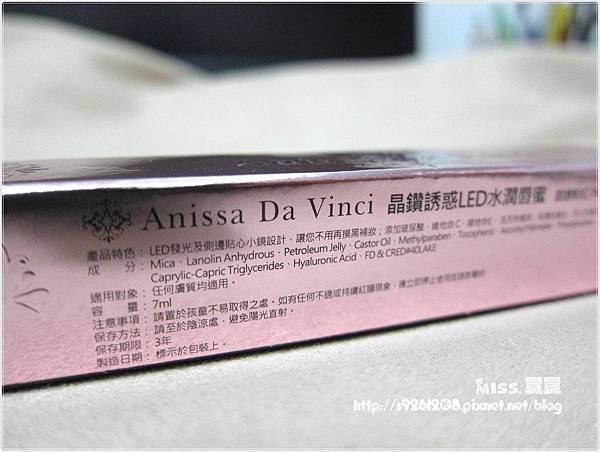 Anissa Da Vinci 晶鑽誘惑LED水潤唇蜜
產品特色：LED發光及側邊貼心小鏡設計，讓您不用再摸黑補妝；添加玻尿酸、維他命C、維他命E
成 分：Mica、Lanolin Anhydrous、Petroleum Jelly、Castor Oil、Methylparaben、Tocopherol、Ascorbyl Palmitate
Caprylic-Capric Triglycerides、Hyaluronic Acid、FD & CRED#40LAKE
適用對象：任何膚質均適用。
容 量：7ml
注意事項：請置於孩童不易取得之處。如有任何不適或持續紅腫現象，應立即停止使用並請教醫師。
保存方法：請至於陰涼處，避免陽光直射。
保存期限：3年
製造日期：標示於包裝上。
MISS. 買買
http://s9261208.pixnet.net/blog